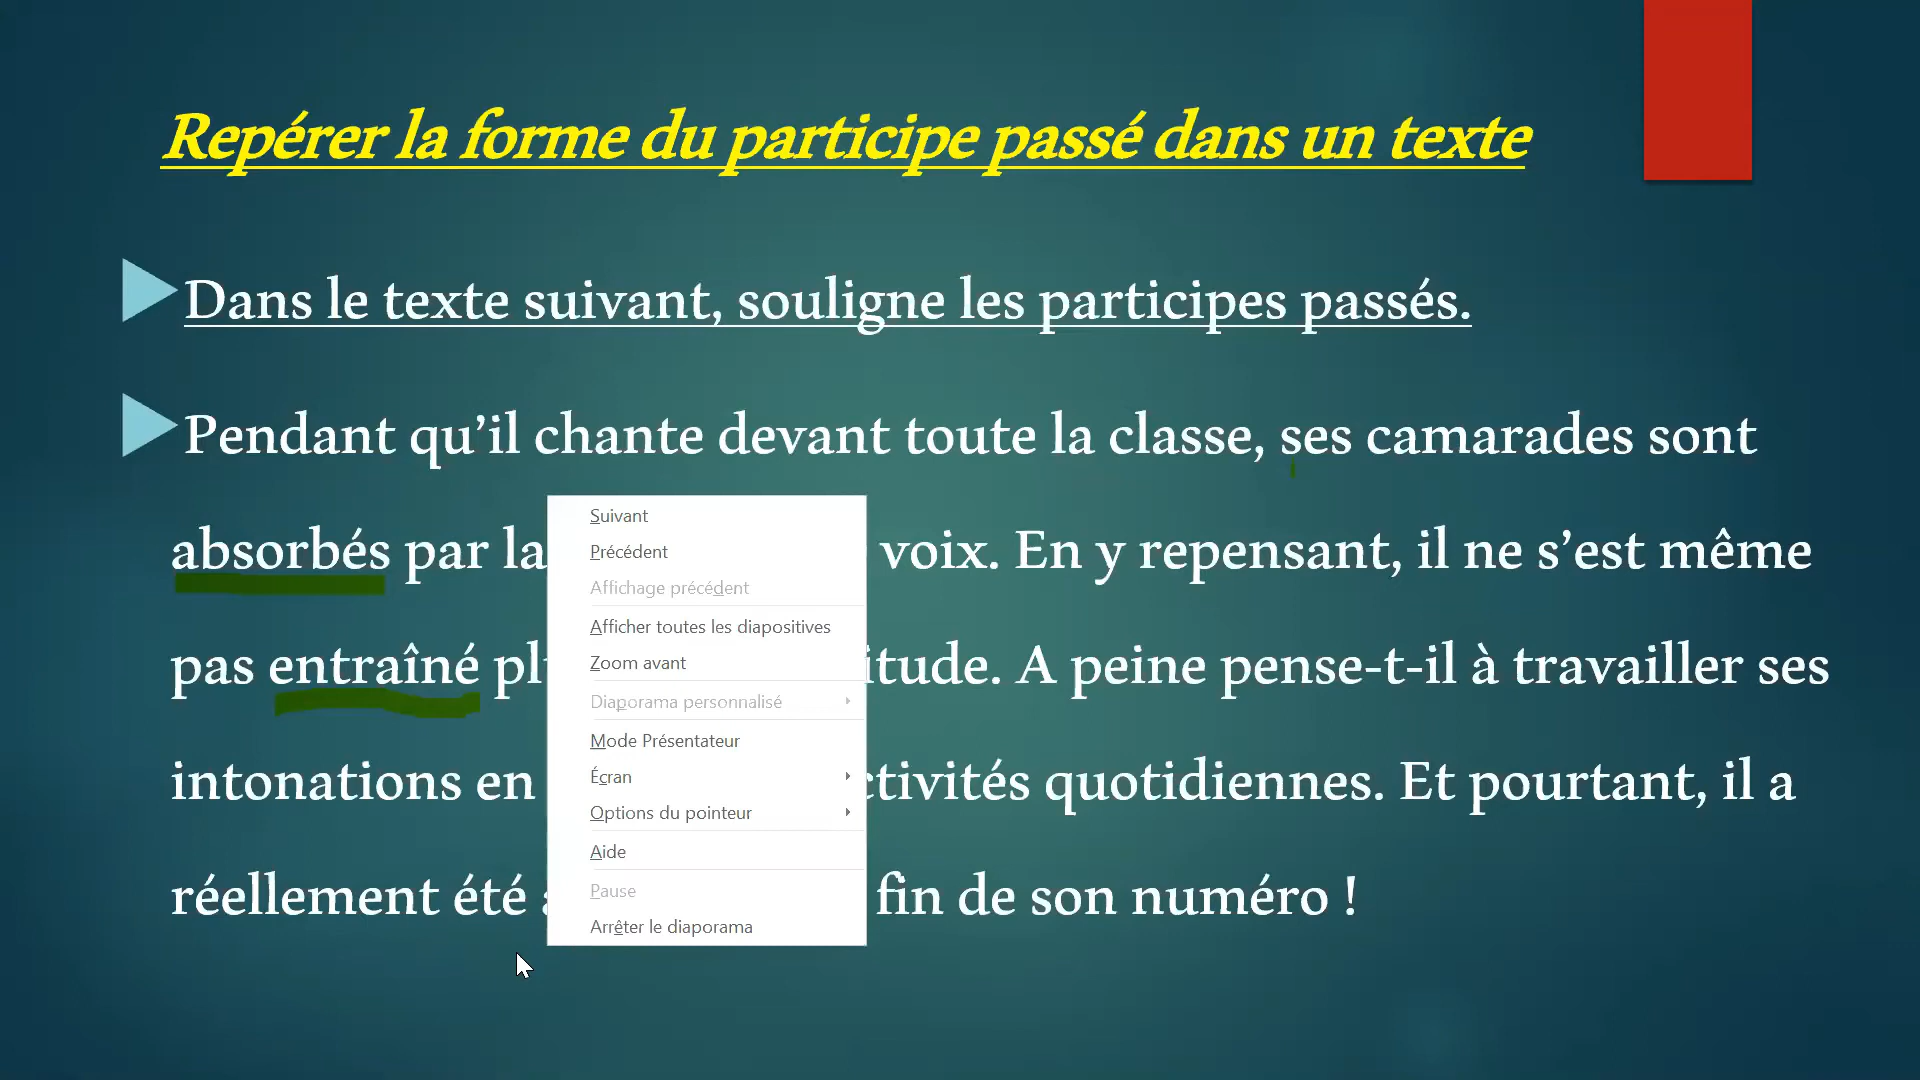 Repérer la forme du participe passé dans un texte
Dans le texte suivant, souligne les participes passés.
Pendant qu’il chante devant toute la classe, ses camarades sont
absorbés par la voix. En y repensant, il ne s’est même
pas entraîné A peine pense-t-il à travailler ses
intonations en quotidiennes. Et pourtant, il a
réellement été fin de son numéro !
Suivant
Précédent
Affichage précédent
Afficher toutes les diapositives
Zoom avant
Diaporama personnalisé
Mode Présentateur
Écran
Options du pointeur
Aide
Pause
Arrêter le diaporama